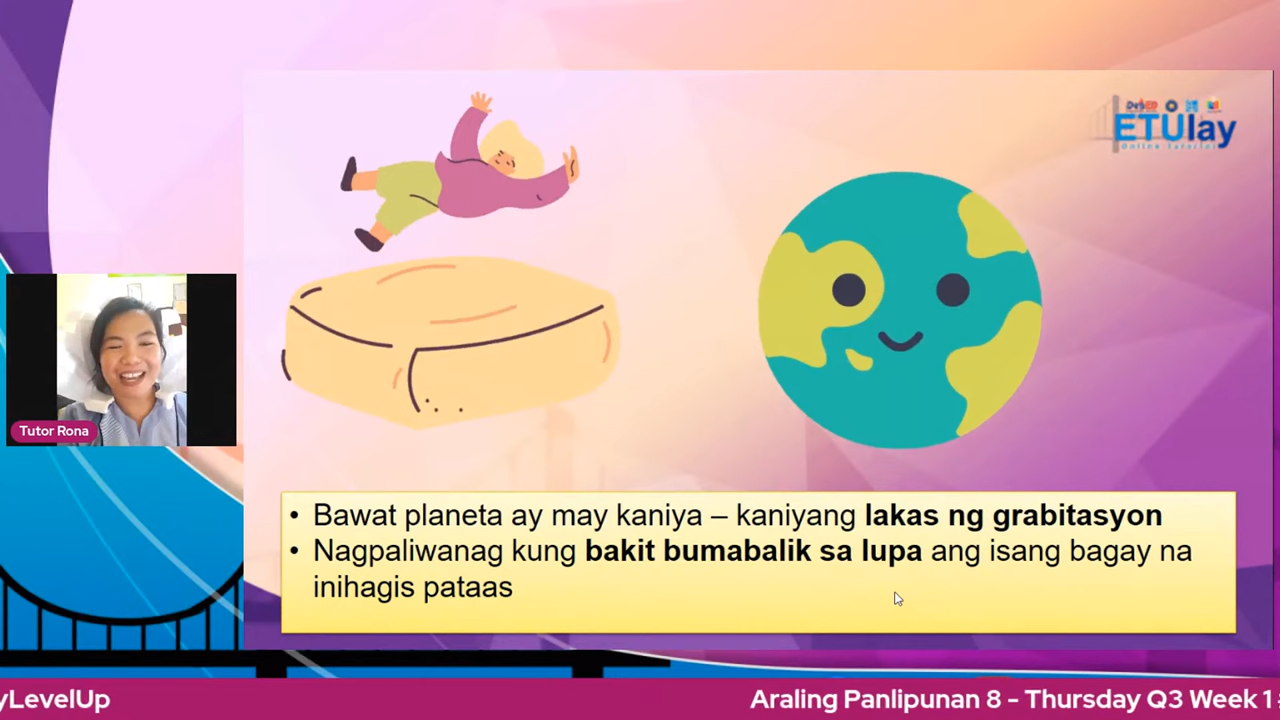 ETUlay
Online Tutorial
Tutor Rona
• Bawat planeta ay may kaniya – kaniyang lakas ng grabitasyon
• Nagpaliwanag kung bakit bumabalik sa lupa ang isang bagay na
inihagis pataas
yLevelUp
Araling Panlipunan 8 - Thursday Q3 Week 1